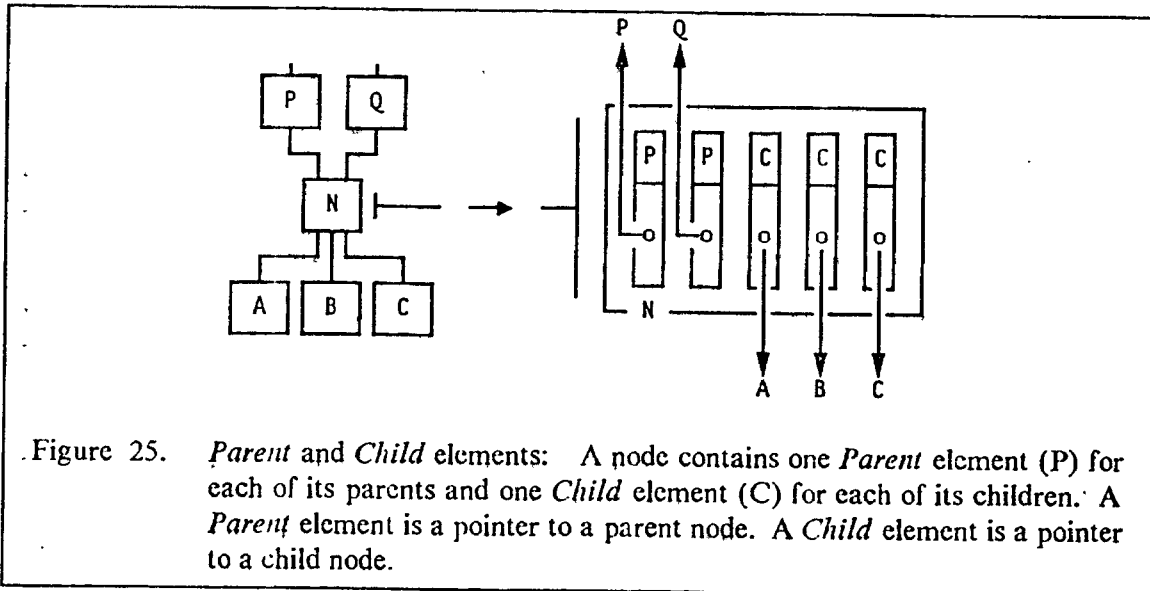 P Q
P Q
P P C C C
N
N
A B C
A B C
Figure 25. Parent and Child elements: A node contains one Parent element (P) for
each of its parents and one Child element (C) for each of its children. A
Parent element is a pointer to a parent node. A Child element is a pointer
to a child node.